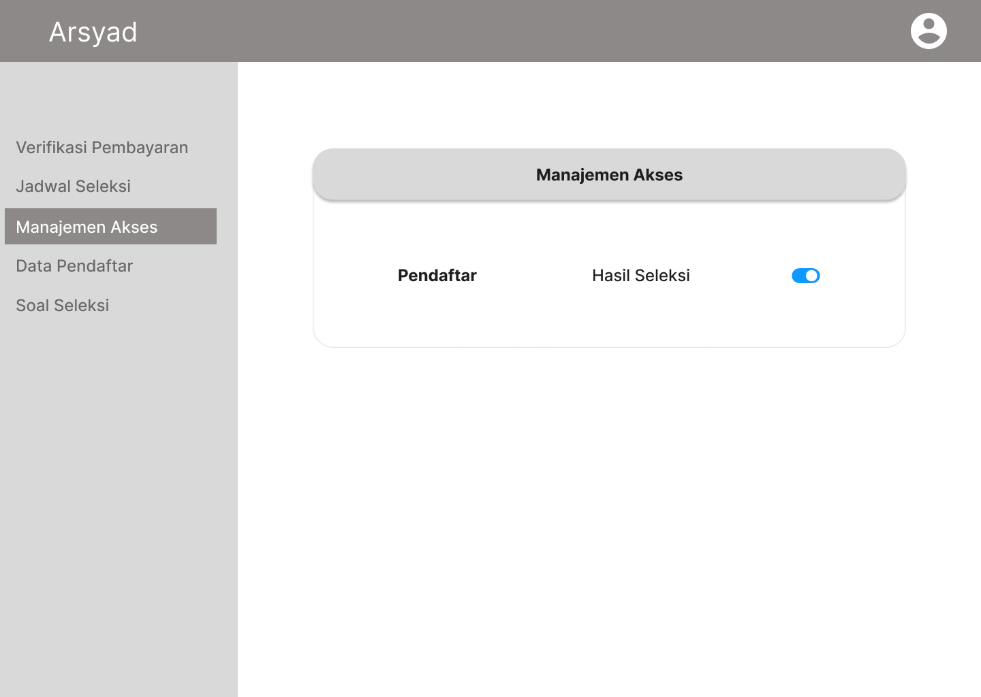 Arsyad
Verifikasi Pembayaran
Jadwal Seleksi
Manajemen Akses
Data Pendaftar
Soal Seleksi
Manajemen Akses
Pendaftar Hasil Seleksi